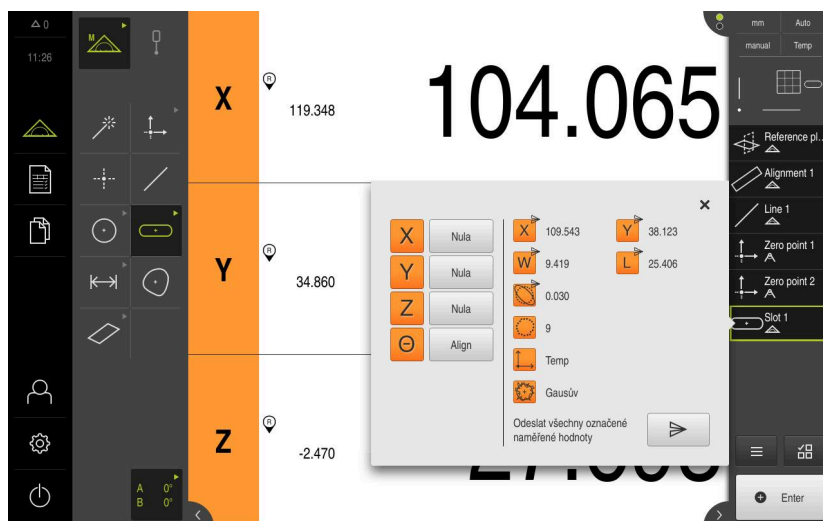 0
11:26
M
A 0°
B 0°
X
R
119.348
104.065
Y
R
34.860
Z
R
-2.470
X Nula
Y Nula
Z Nula
Θ Align
X 109.543 Y 38.123
W 9.419 L 25.406
0.030
9
Temp
Gausův
Odeslat všechny označené
naměřené hodnoty
mm Auto
manual Temp
Reference pl...
Alignment 1
Line 1
Zero point 1
Zero point 2
Slot 1
Enter